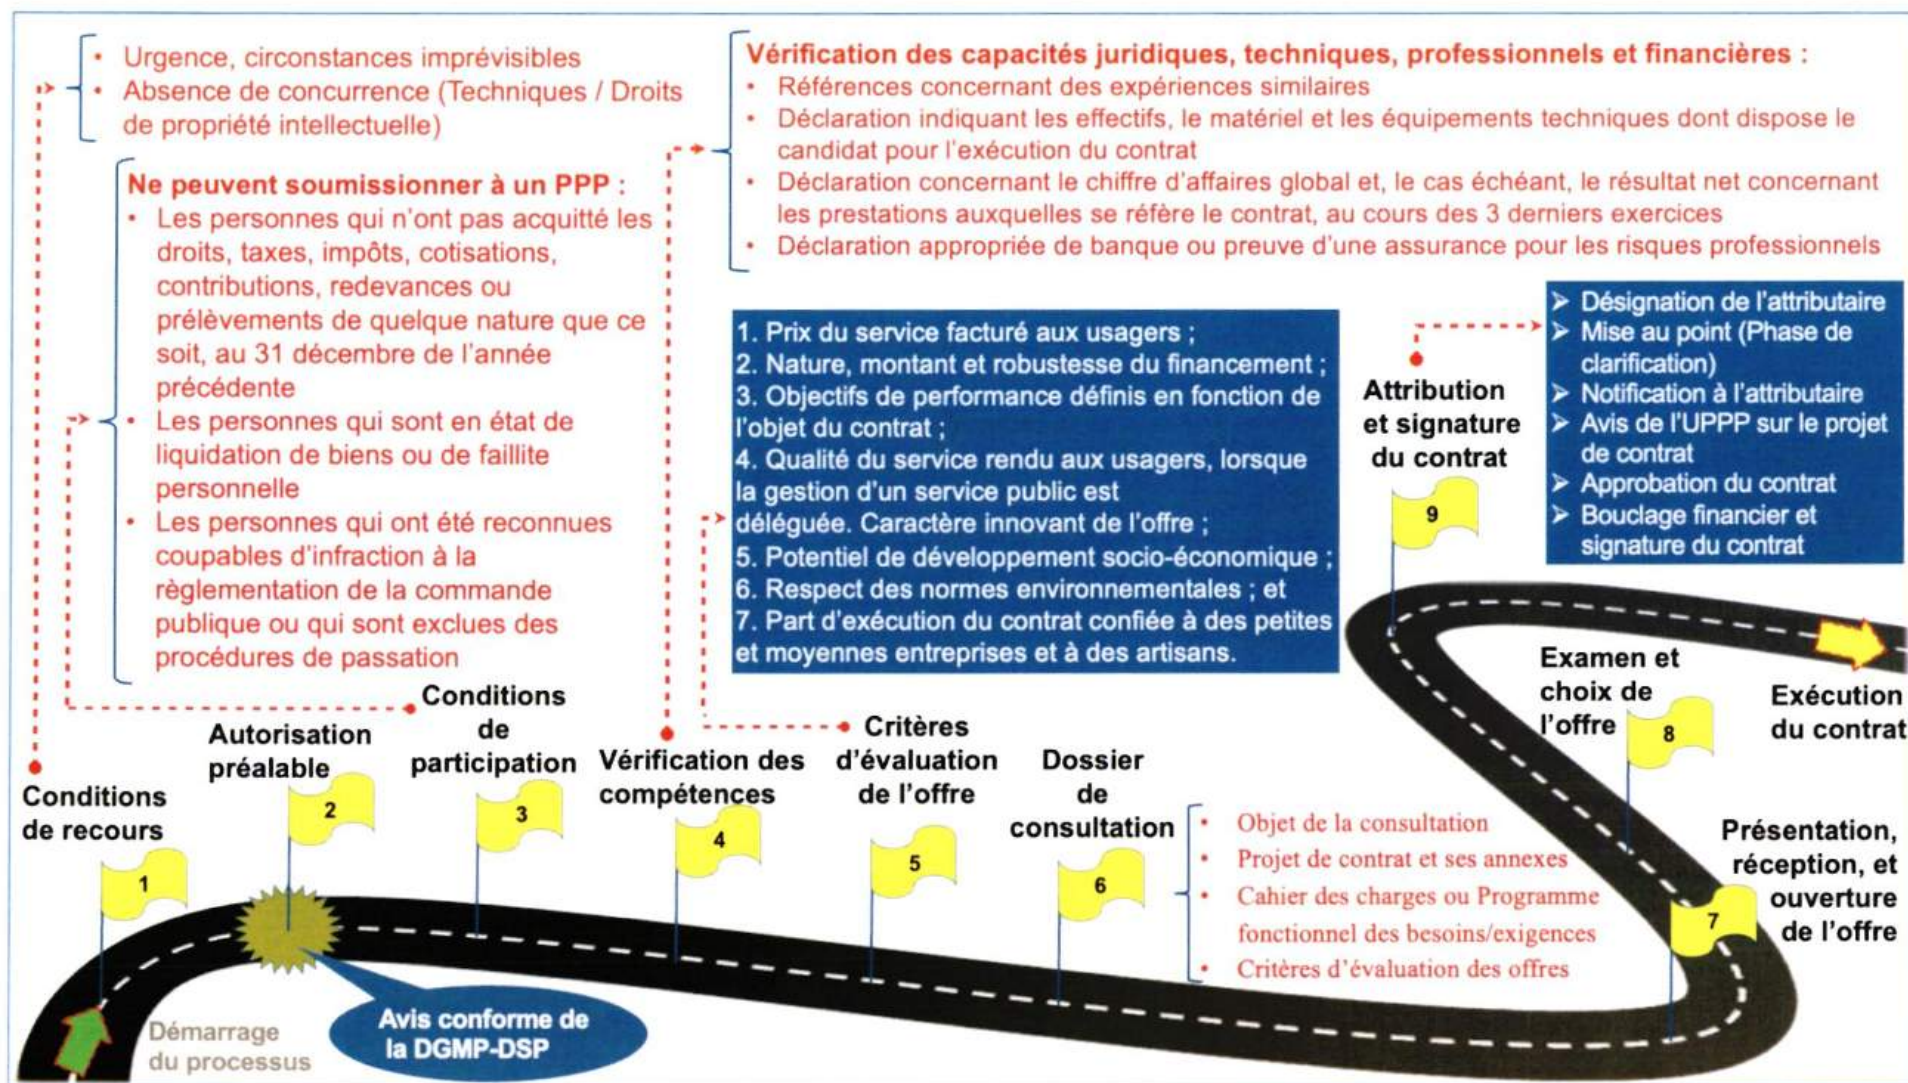 • Urgence, circonstances imprévisibles
• Absence de concurrence (Techniques / Droits
de propriété intellectuelle)
Ne peuvent soumissionner à un PPP :
• Les personnes qui n'ont pas acquitté les
droits, taxes, impôts, cotisations,
contributions, redevances ou
prélèvements de quelque nature que ce
soit, au 31 décembre de l'année
précédente
• Les personnes qui sont en état de
liquidation de biens ou de faillite
personnelle
• Les personnes qui ont été reconnues
coupables d'infraction à la
règlementation de la commande
publique ou qui sont exclues des
procédures de passation
Vérification des capacités juridiques, techniques, professionnels et financières :
• Références concernant des expériences similaires
• Déclaration indiquant les effectifs, le matériel et les équipements techniques dont dispose le
candidat pour l'exécution du contrat
• Déclaration concernant le chiffre d'affaires global et, le cas échéant, le résultat net concernant
les prestations auxquelles se réfère le contrat, au cours des 3 derniers exercices
• Déclaration appropriée de banque ou preuve d'une assurance pour les risques professionnels
1. Prix du service facturé aux usagers ;
2. Nature, montant et robustesse du financement ;
3. Objectifs de performance définis en fonction de
l'objet du contrat ;
4. Qualité du service rendu aux usagers, lorsque
la gestion d'un service public est
déléguée. Caractère innovant de l'offre ;
5. Potentiel de développement socio-économique ;
6. Respect des normes environnementales ; et
7. Part d'exécution du contrat confiée à des petites
et moyennes entreprises et à des artisans.
Attribution
et signature
du contrat
9
➢ Désignation de l'attributaire
➢ Mise au point (Phase de
clarification)
➢ Notification à l'attributaire
➢ Avis de l'UPPP sur le projet
de contrat
➢ Approbation du contrat
➢ Bouclage financier et
signature du contrat
Conditions
de recours
1
Autorisation
préalable
2
Conditions
de
participation
3
Vérification des
compétences
4
Critères
d'évaluation
de l'offre
5
Dossier
de
consultation
6
• Objet de la consultation
• Projet de contrat et ses annexes
• Cahier des charges ou Programme
fonctionnel des besoins/exigences
• Critères d'évaluation des offres
Présentation,
réception, et
ouverture
de l'offre
7
Examen et
choix de
l'offre
8
Exécution
du contrat
Démarrage
du processus
Avis conforme de
la DGMP-DSP